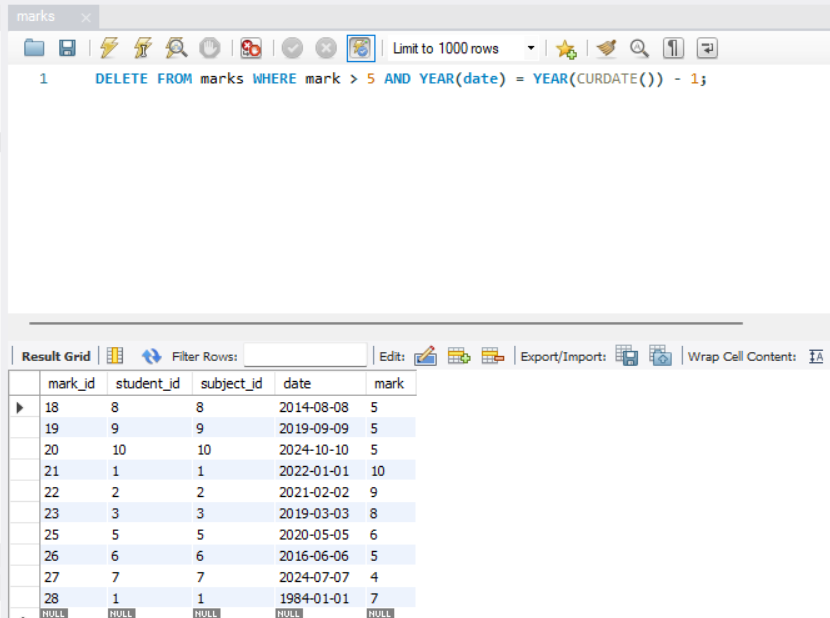 marks
Limit to 1000 rows
1 DELETE FROM marks WHERE mark > 5 AND YEAR(date) = YEAR(CURDATE()) - 1;
Result Grid Filter Rows: Edit: Export/Import: Wrap Cell Content: IA
mark_id student_id subject_id date mark
18 8 8 2014-08-08 5
19 9 9 2019-09-09 5
20 10 10 2024-10-10 5
21 1 1 2022-01-01 10
22 2 2 2021-02-02 9
23 3 3 2019-03-03 8
25 5 5 2020-05-05 6
26 6 6 2016-06-06 5
27 7 7 2024-07-07 4
28 1 1 1984-01-01 7
NULL NULL NULL NULL NULL